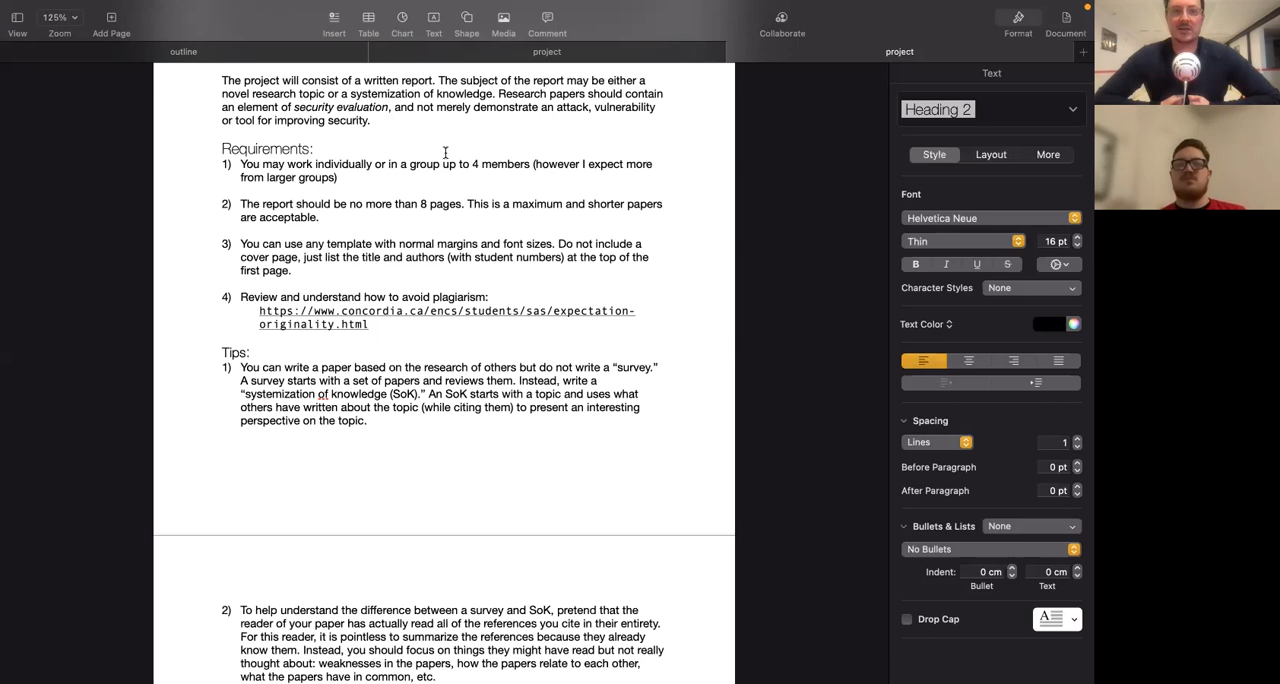 125%
View
Zoom
Add Page
Insert
Table
Chart
Text
Shape
Media
Comment
Collaborate
Format
Document
outline
project
project
The project will consist of a written report. The subject of the report may be either a
novel research topic or a systemization of knowledge. Research papers should contain
an element of security evaluation, and not merely demonstrate an attack, vulnerability
or tool for improving security.
Requirements:
1) You may work individually or in a group up to 4 members (however I expect more
from larger groups)
2) The report should be no more than 8 pages. This is a maximum and shorter papers
are acceptable.
3) You can use any template with normal margins and font sizes. Do not include a
cover page, just list the title and authors (with student numbers) at the top of the
first page.
4) Review and understand how to avoid plagiarism:
https://www.concordia.ca/encs/students/sas/expectation-
originality.html
Tips:
1) You can write a paper based on the research of others but do not write a “survey.”
A survey starts with a set of papers and reviews them. Instead, write a
“systemization of knowledge (SoK).” An SoK starts with a topic and uses what
others have written about the topic (while citing them) to present an interesting
perspective on the topic.
2) To help understand the difference between a survey and SoK, pretend that the
reader of your paper has actually read all of the references you cite in their entirety.
For this reader, it is pointless to summarize the references because they already
know them. Instead, you should focus on things they might have read but not really
thought about: weaknesses in the papers, how the papers relate to each other,
what the papers have in common, etc.
Text
Heading 2
Style
Layout
More
Font
Helvetica Neue
Thin
16 pt
B I U S
Character Styles
None
Text Color
Spacing
Lines
1
Before Paragraph
0 pt
After Paragraph
0 pt
Bullets & Lists
None
No Bullets
Indent:
0 cm
0 cm
Bullet
Text
Drop Cap
A